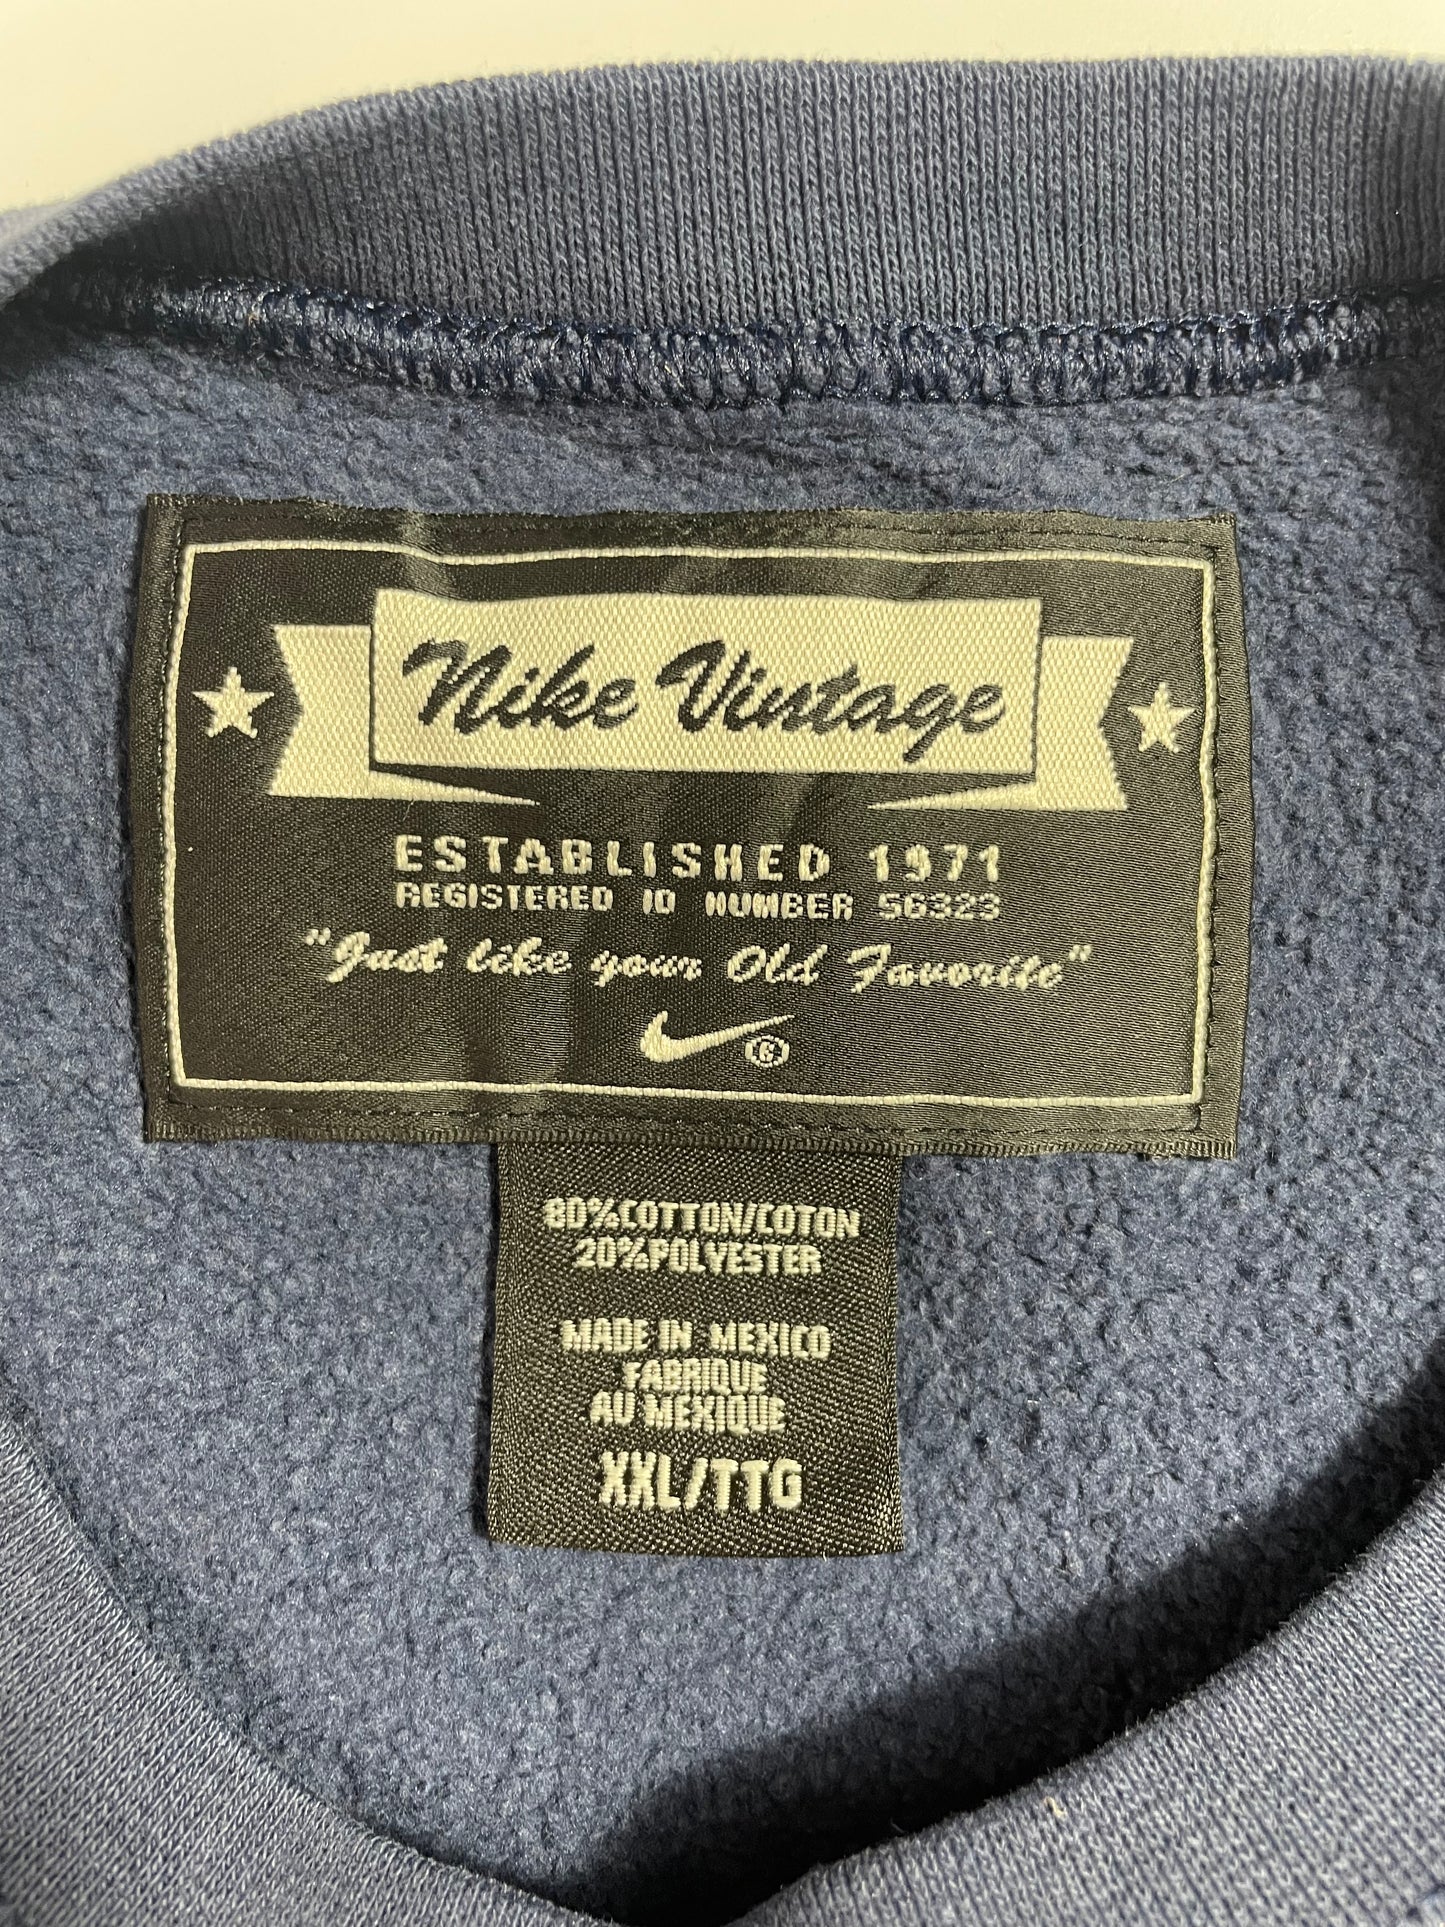 Nike Vintage
ESTABLISHED 1971
REGISTERED ID NUMBER 56323
"Just like your Old Favorite"
®
80%COTTON/COTON
20%POLYESTER
MADE IN MEXICO
FABRIQUE
AU MEXIQUE
XXL/TTG